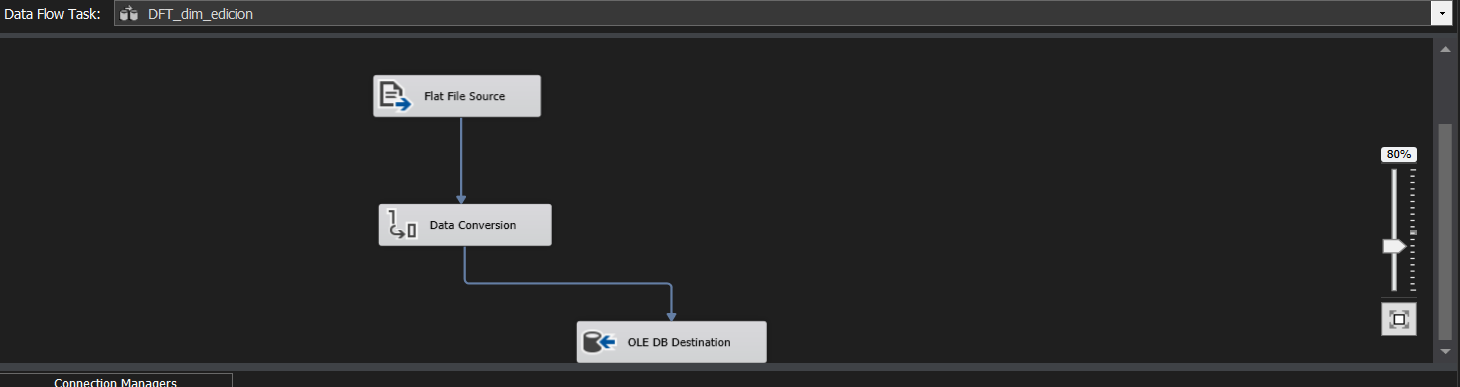 Data Flow Task: DFT_dim_edicion
Flat File Source
80%
Data Conversion
OLE DB Destination
Connection Managers